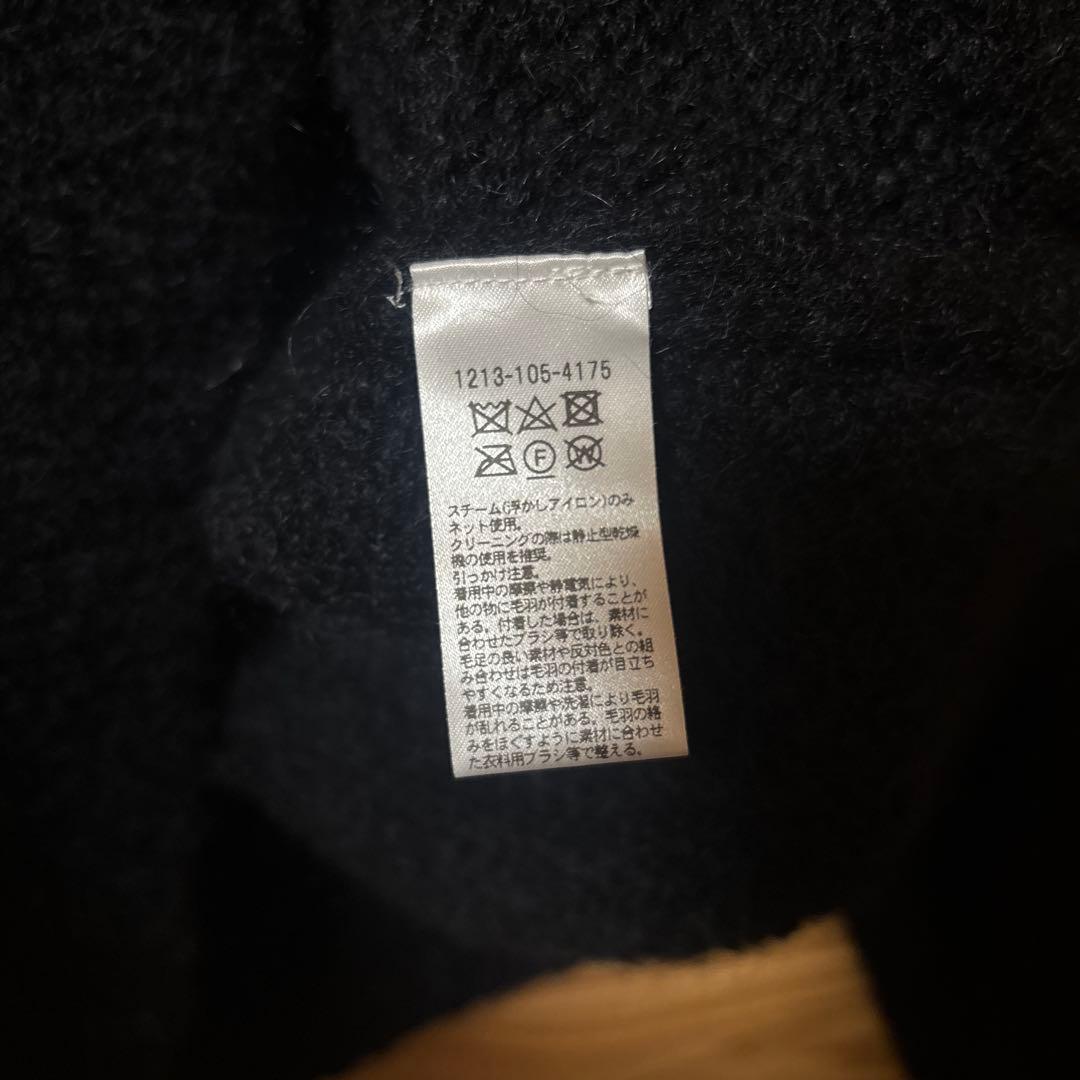 1213-105-4175
F W
スチーム(浮かしアイロン)のみ
ネット使用。
クリーニングの際は静止型乾燥
機の使用を推奨。
引っかけ注意。
着用中の摩擦や静電気により、
他の物に毛羽が付着することが
ある。付着した場合は、素材に
合わせたブラシ等で取り除く。
毛足の長い素材や反対色との組
み合わせは毛羽の付着が目立ち
やすくなるため注意。
着用中の摩擦や洗濯により毛羽
が乱れることがある。毛羽の絡
みをほぐすように素材に合わせ
た衣料用ブラシ等で整える。